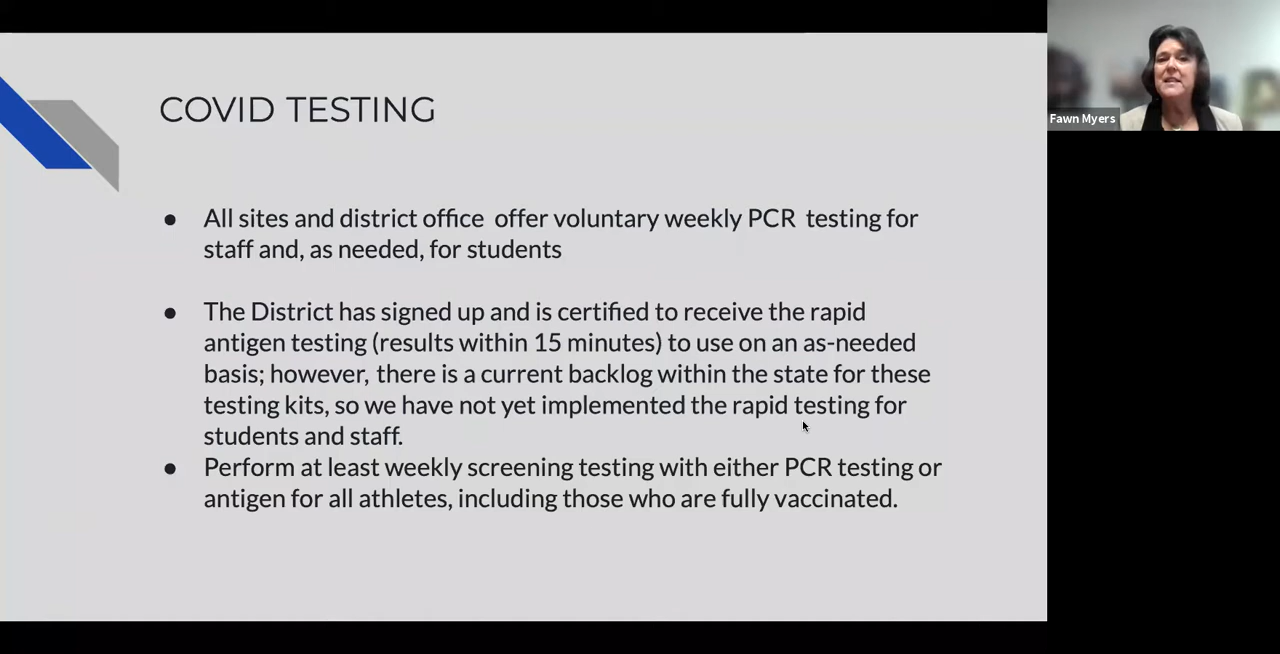 COVID TESTING
Fawn Myers
● All sites and district office offer voluntary weekly PCR testing for
staff and, as needed, for students
● The District has signed up and is certified to receive the rapid
antigen testing (results within 15 minutes) to use on an as-needed
basis; however, there is a current backlog within the state for these
testing kits, so we have not yet implemented the rapid testing for
students and staff.
● Perform at least weekly screening testing with either PCR testing or
antigen for all athletes, including those who are fully vaccinated.